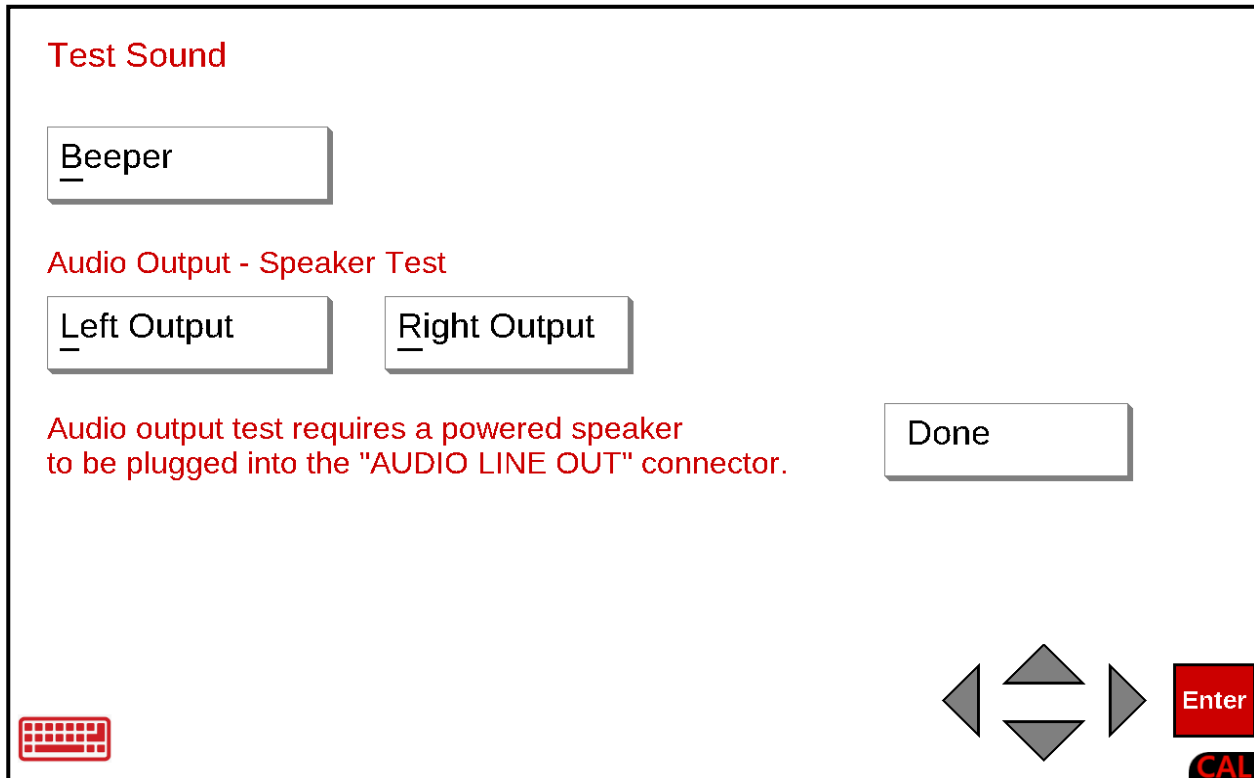 Test Sound
Beeper
Audio Output - Speaker Test
Left Output
Right Output
Audio output test requires a powered speaker
to be plugged into the "AUDIO LINE OUT" connector.
Done
Enter
CAL